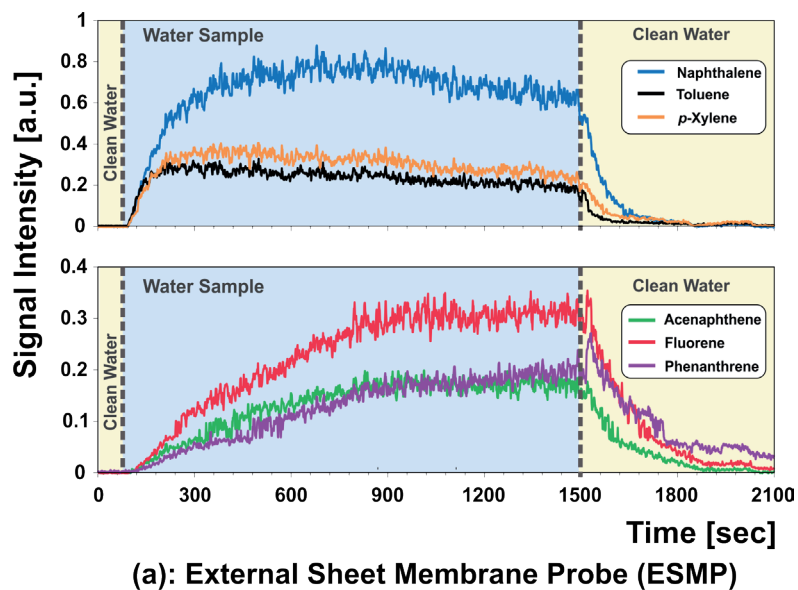 Signal Intensity [a.u.]
1
0.8
0.6
0.4
0.2
0
Clean Water
Water Sample
Clean Water
Naphthalene
Toluene
p-Xylene
0.4
0.3
0.2
0.1
0
Clean Water
Water Sample
Clean Water
Acenaphthene
Fluorene
Phenanthrene
0 300 600 900 1200 1500 1800 2100
Time [sec]
(a): External Sheet Membrane Probe (ESMP)